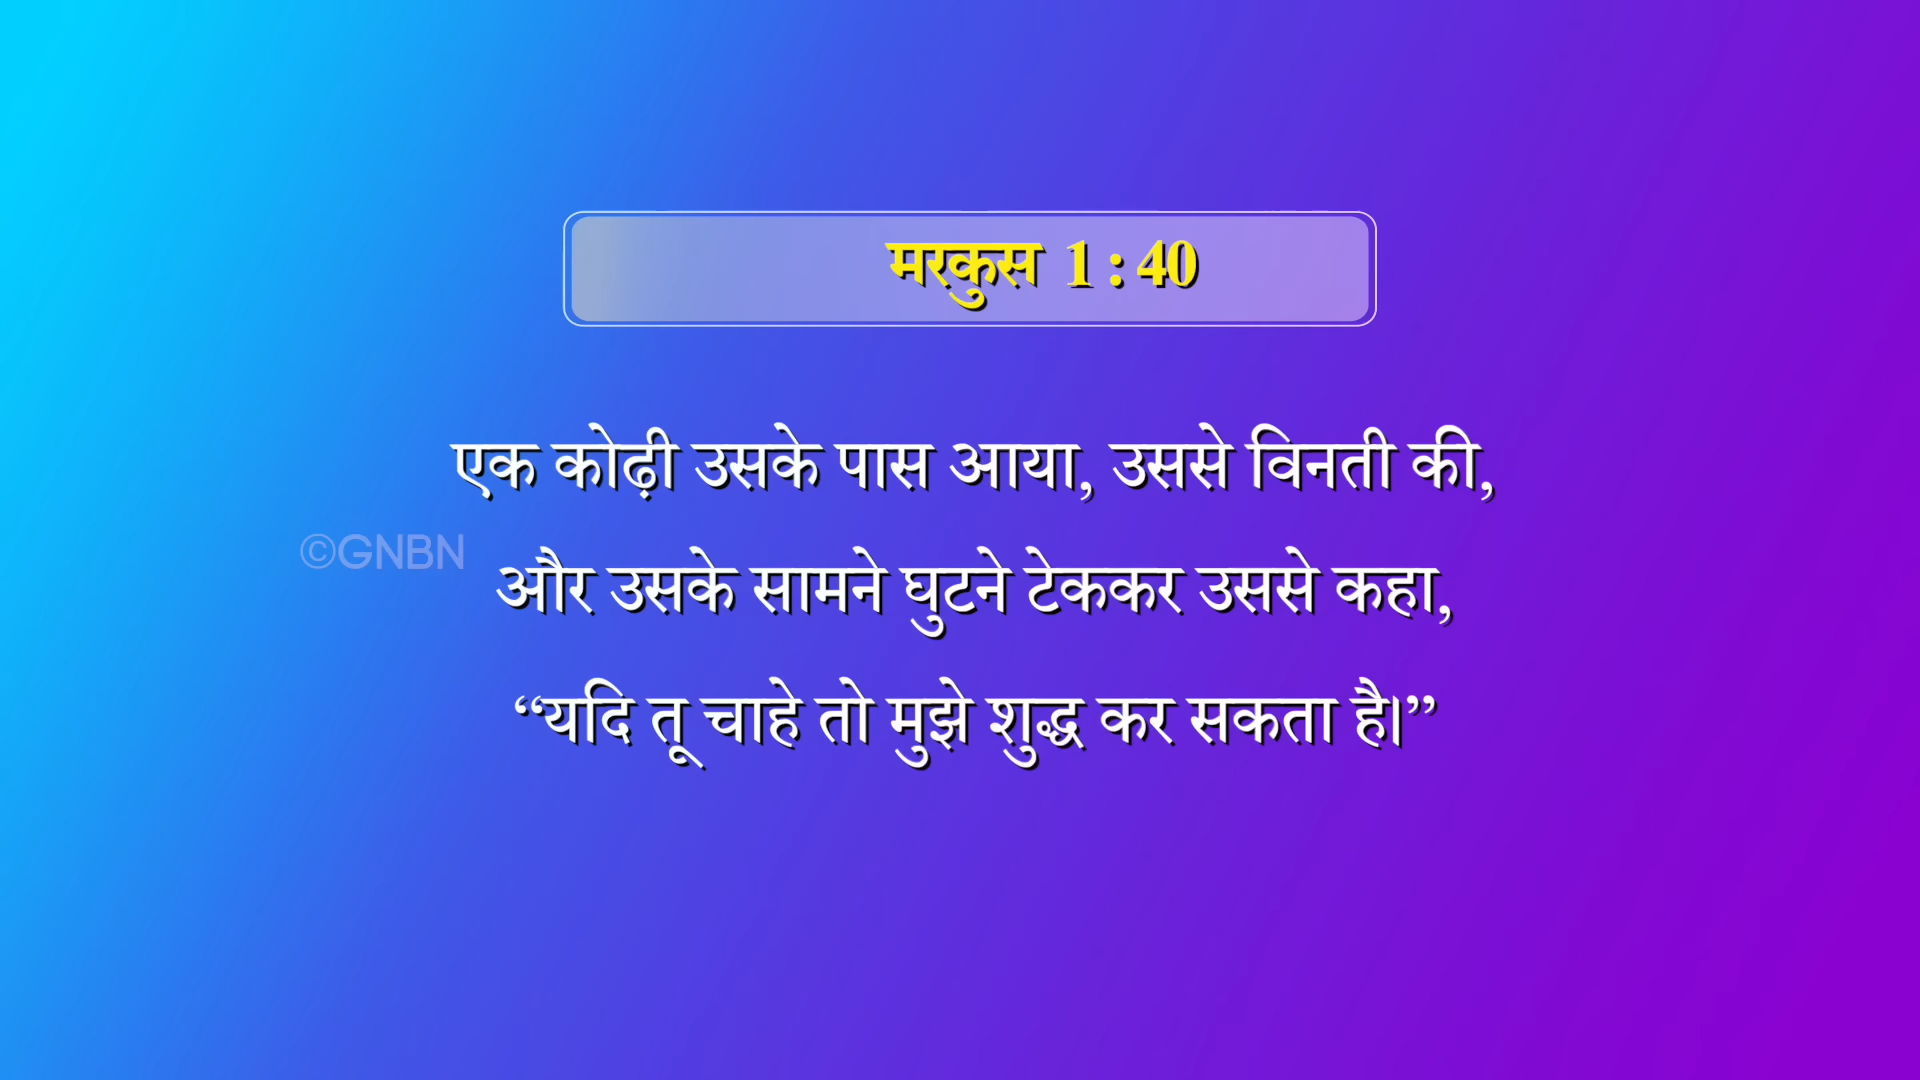 मरकुस 1 : 40
एक कोढ़ी उसके पास आया, उससे विनती की,
©GNBN
और उसके सामने घुटने टेककर उससे कहा,
“यदि तू चाहे तो मुझे शुद्ध कर सकता है।”